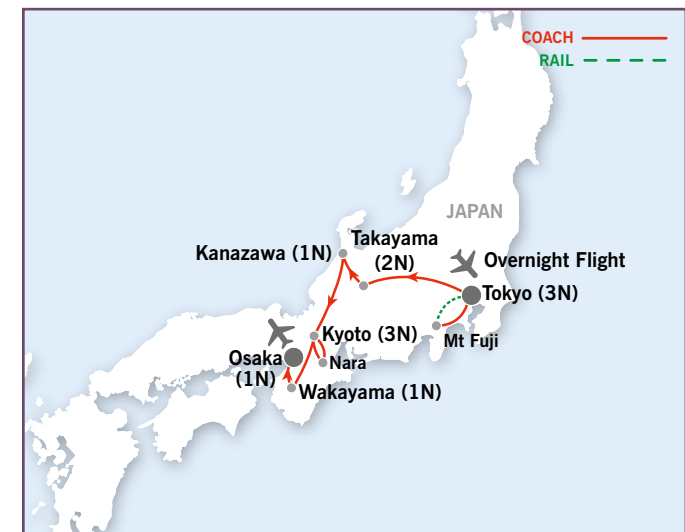 COACH
RAIL
JAPAN
Takayama
(2N)
Kanazawa (1N)
Overnight Flight
Tokyo (3N)
Mt Fuji
Kyoto (3N)
Nara
Osaka
(1N)
Wakayama (1N)